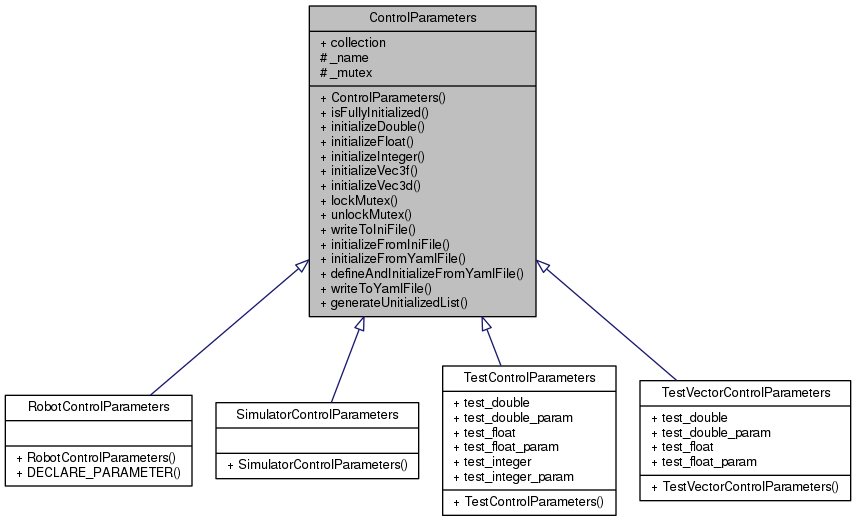 ControlParameters
+ collection
# _name
# _mutex
+ ControlParameters()
+ isFullyInitialized()
+ initializeDouble()
+ initializeFloat()
+ initializeInteger()
+ initializeVec3f()
+ initializeVec3d()
+ lockMutex()
+ unlockMutex()
+ writeToIniFile()
+ initializeFromIniFile()
+ initializeFromYamlFile()
+ defineAndInitializeFromYamlFile()
+ writeToYamlFile()
+ generateUnitializedList()
RobotControlParameters
+ RobotControlParameters()
+ DECLARE_PARAMETER()
SimulatorControlParameters
+ SimulatorControlParameters()
TestControlParameters
+ test_double
+ test_double_param
+ test_float
+ test_float_param
+ test_integer
+ test_integer_param
+ TestControlParameters()
TestVectorControlParameters
+ test_double
+ test_double_param
+ test_float
+ test_float_param
+ TestVectorControlParameters()